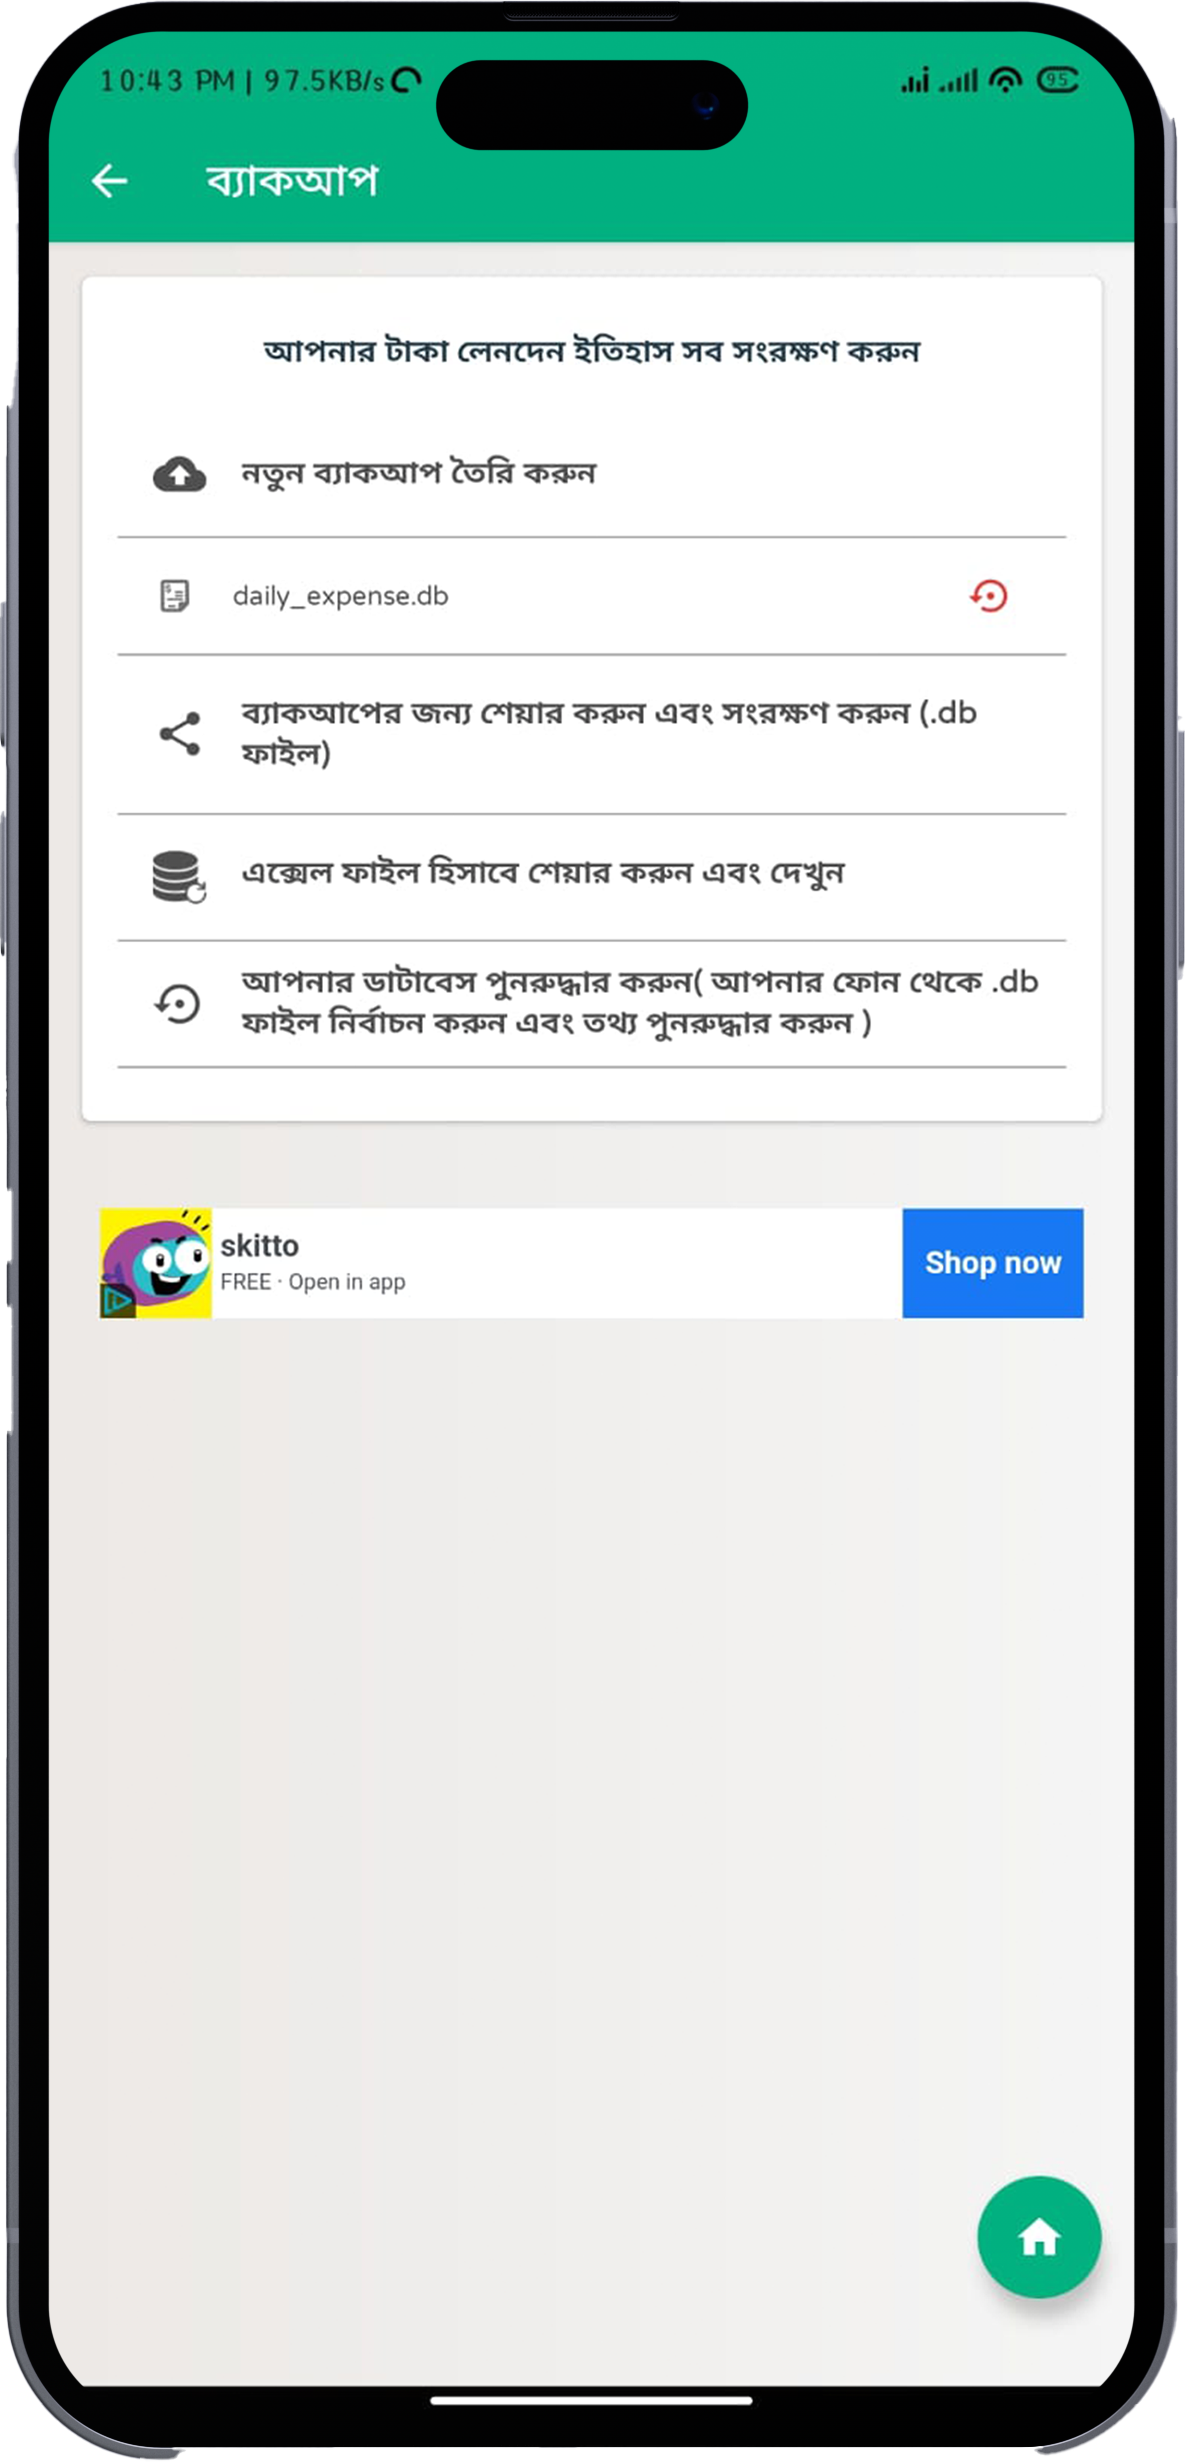 10:43 PM | 97.5KB/s
95
ব্যাকআপ
আপনার টাকা লেনদেন ইতিহাস সব সংরক্ষণ করুন
নতুন ব্যাকআপ তৈরি করুন
daily_expense.db
ব্যাকআপের জন্য শেয়ার করুন এবং সংরক্ষণ করুন (.db
ফাইল)
এক্সেল ফাইল হিসাবে শেয়ার করুন এবং দেখুন
আপনার ডাটাবেস পুনরুদ্ধার করুন( আপনার ফোন থেকে .db
ফাইল নির্বাচন করুন এবং তথ্য পুনরুদ্ধার করুন )
skitto
FREE · Open in app
Shop now